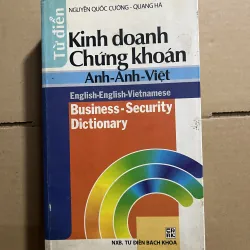 NGUYỄN QUỐC CƯỜNG - QUANG HÀ
Từ điển
Kinh doanh
Chứng khoán
Anh-Anh-Việt
English-English-Vietnamese
Business-Security
Dictionary
NXB. TỪ ĐIỂN BÁCH KHOA